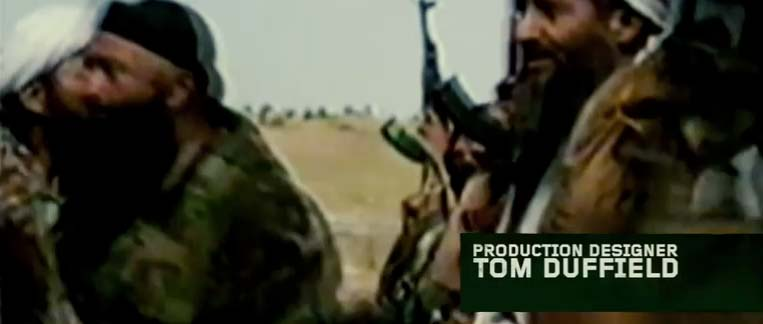 PRODUCTION DESIGNER
TOM DUFFIELD